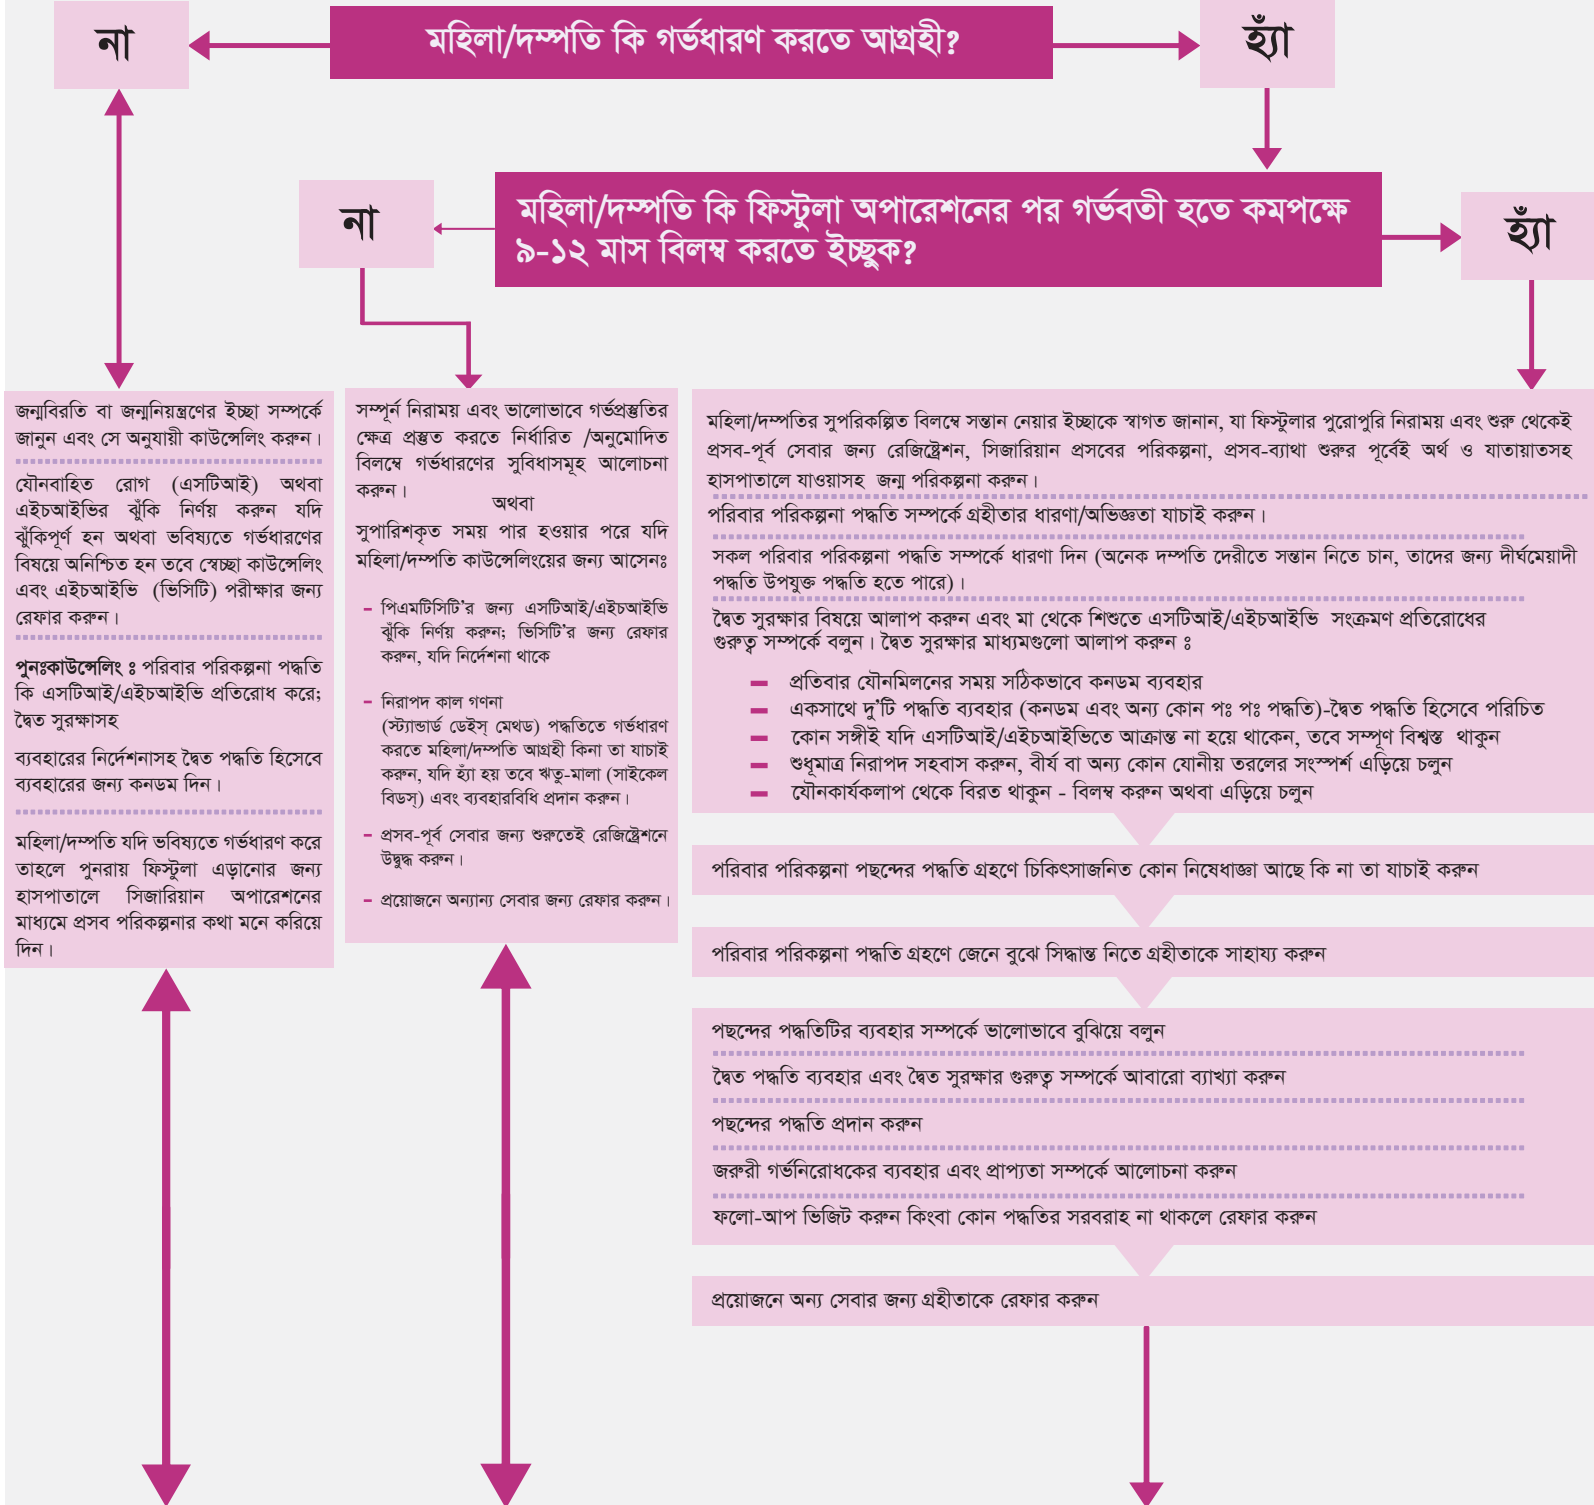 না
মহিলা/দম্পতি কি গর্ভধারণ করতে আগ্রহী?
হ্যাঁ
না
মহিলা/দম্পতি কি ফিস্টুলা অপারেশনের পর গর্ভবতী হতে কমপক্ষে
৯-১২ মাস বিলম্ব করতে ইচ্ছুক?
হ্যাঁ
জন্মবিরতি বা জন্মনিয়ন্ত্রণের ইচ্ছা সম্পর্কে
জানুন এবং সে অনুযায়ী কাউন্সেলিং করুন।
যৌনবাহিত রোগ (এসটিআই) অথবা
এইচআইভির ঝুঁকি নির্ণয় করুন যদি
ঝুঁকিপূর্ণ হন অথবা ভবিষ্যতে গর্ভধারণের
বিষয়ে অনিশ্চিত হন তবে স্বেচ্ছা কাউন্সেলিং
এবং এইচআইভি (ভিসিটি) পরীক্ষার জন্য
রেফার করুন।
পুনঃকাউন্সেলিং ঃ পরিবার পরিকল্পনা পদ্ধতি
কি এসটিআই/এইচআইভি প্রতিরোধ করে;
দ্বৈত সুরক্ষাসহ
ব্যবহারের নির্দেশনাসহ দ্বৈত পদ্ধতি হিসেবে
ব্যবহারের জন্য কনডম দিন।
মহিলা/দম্পতি যদি ভবিষ্যতে গর্ভধারণ করে
তাহলে পুনরায় ফিস্টুলা এড়ানোর জন্য
হাসপাতালে সিজারিয়ান অপারেশনের
মাধ্যমে প্রসব পরিকল্পনার কথা মনে করিয়ে
দিন।
সম্পূর্ন নিরাময় এবং ভালোভাবে গর্ভপ্রস্তুতির
ক্ষেত্র প্রস্তুত করতে নির্ধারিত /অনুমোদিত
বিলম্বে গর্ভধারণের সুবিধাসমূহ আলোচনা
করুন।
অথবা
সুপারিশকৃত সময় পার হওয়ার পরে যদি
মহিলা/দম্পতি কাউন্সেলিংয়ের জন্য আসেনঃ
- পিএমটিসিটি'র জন্য এসটিআই/এইচআইভি
ঝুঁকি নির্ণয় করুন; ভিসিটি'র জন্য রেফার
করুন, যদি নির্দেশনা থাকে
- নিরাপদ কাল গণনা
(স্ট্যান্ডার্ড ডেইস্ মেথড) পদ্ধতিতে গর্ভধারণ
করতে মহিলা/দম্পতি আগ্রহী কিনা তা যাচাই
করুন, যদি হ্যাঁ হয় তবে ঋতু-মালা (সাইকেল
বিডস্) এবং ব্যবহারবিধি প্রদান করুন।
- প্রসব-পূর্ব সেবার জন্য শুরুতেই রেজিষ্ট্রেশনে
উদ্বুদ্ধ করুন।
- প্রয়োজনে অন্যান্য সেবার জন্য রেফার করুন।
মহিলা/দম্পতির সুপরিকল্পিত বিলম্বে সন্তান নেয়ার ইচ্ছাকে স্বাগত জানান, যা ফিস্টুলার পুরোপুরি নিরাময় এবং শুরু থেকেই
প্রসব-পূর্ব সেবার জন্য রেজিষ্ট্রেশন, সিজারিয়ান প্রসবের পরিকল্পনা, প্রসব-ব্যাথা শুরুর পূর্বেই অর্থ ও যাতায়াতসহ
হাসপাতালে যাওয়াসহ জন্ম পরিকল্পনা করুন।
পরিবার পরিকল্পনা পদ্ধতি সম্পর্কে গ্রহীতার ধারণা/অভিজ্ঞতা যাচাই করুন।
সকল পরিবার পরিকল্পনা পদ্ধতি সম্পর্কে ধারণা দিন (অনেক দম্পতি দেরীতে সন্তান নিতে চান, তাদের জন্য দীর্ঘমেয়াদী
পদ্ধতি উপযুক্ত পদ্ধতি হতে পারে)।
দ্বৈত সুরক্ষার বিষয়ে আলাপ করুন এবং মা থেকে শিশুতে এসটিআই/এইচআইভি সংক্রমণ প্রতিরোধের
গুরুত্ব সম্পর্কে বলুন। দ্বৈত সুরক্ষার মাধ্যমগুলো আলাপ করুন ঃ
- প্রতিবার যৌনমিলনের সময় সঠিকভাবে কনডম ব্যবহার
- একসাথে দু'টি পদ্ধতি ব্যবহার (কনডম এবং অন্য কোন পঃ পঃ পদ্ধতি)-দ্বৈত পদ্ধতি হিসেবে পরিচিত
- কোন সঙ্গীই যদি এসটিআই/এইচআইভিতে আক্রান্ত না হয়ে থাকেন, তবে সম্পূণ বিশ্বস্ত থাকুন
- শুধূমাত্র নিরাপদ সহবাস করুন, বীর্য বা অন্য কোন যোনীয় তরলের সংস্পর্শ এড়িয়ে চলুন
- যৌনকার্যকলাপ থেকে বিরত থাকুন - বিলম্ব করুন অথবা এড়িয়ে চলুন
পরিবার পরিকল্পনা পছন্দের পদ্ধতি গ্রহণে চিকিৎসাজনিত কোন নিষেধাজ্ঞা আছে কি না তা যাচাই করুন
পরিবার পরিকল্পনা পদ্ধতি গ্রহণে জেনে বুঝে সিদ্ধান্ত নিতে গ্রহীতাকে সাহায্য করুন
পছন্দের পদ্ধতিটির ব্যবহার সম্পর্কে ভালোভাবে বুঝিয়ে বলুন
দ্বৈত পদ্ধতি ব্যবহার এবং দ্বৈত সুরক্ষার গুরুত্ব সম্পর্কে আবারো ব্যাখ্যা করুন
পছন্দের পদ্ধতি প্রদান করুন
জরুরী গর্ভনিরোধকের ব্যবহার এবং প্রাপ্যতা সম্পর্কে আলোচনা করুন
ফলো-আপ ভিজিট করুন কিংবা কোন পদ্ধতির সরবরাহ না থাকলে রেফার করুন
প্রয়োজনে অন্য সেবার জন্য গ্রহীতাকে রেফার করুন